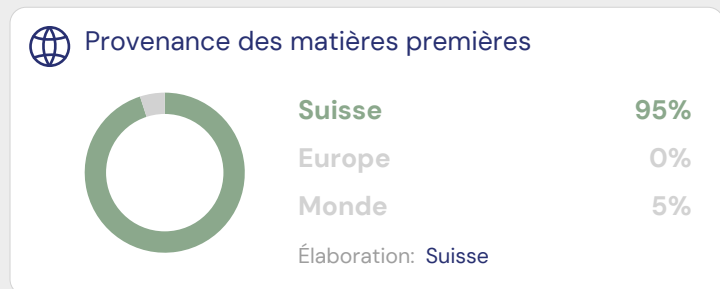 Provenance des matières premières
Suisse 95%
Europe 0%
Monde 5%
Élaboration: Suisse